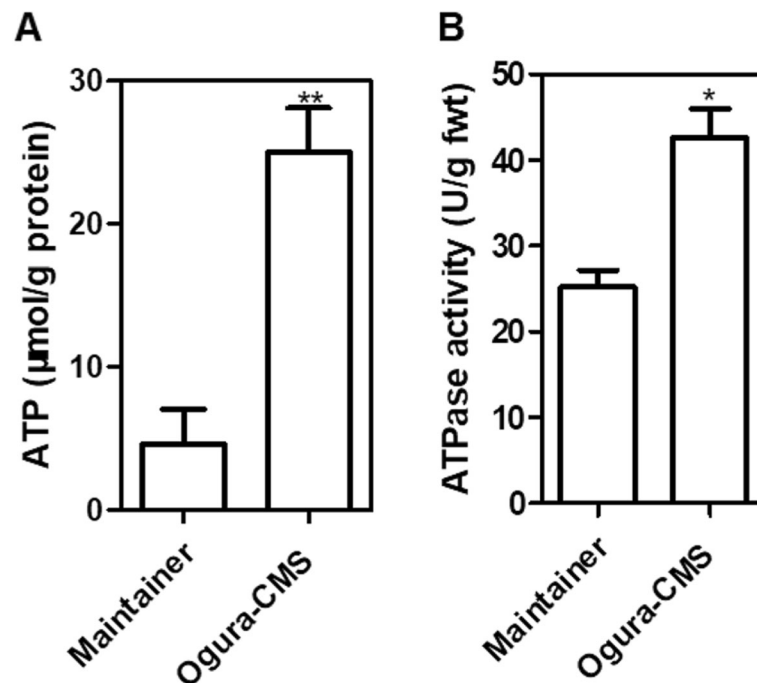 A
ATP (µmol/g protein)
30
20
10
0
**
Maintainer
Ogura-CMS
B
ATPase activity (U/g fwt)
50
40
30
20
10
0
*
Maintainer
Ogura-CMS